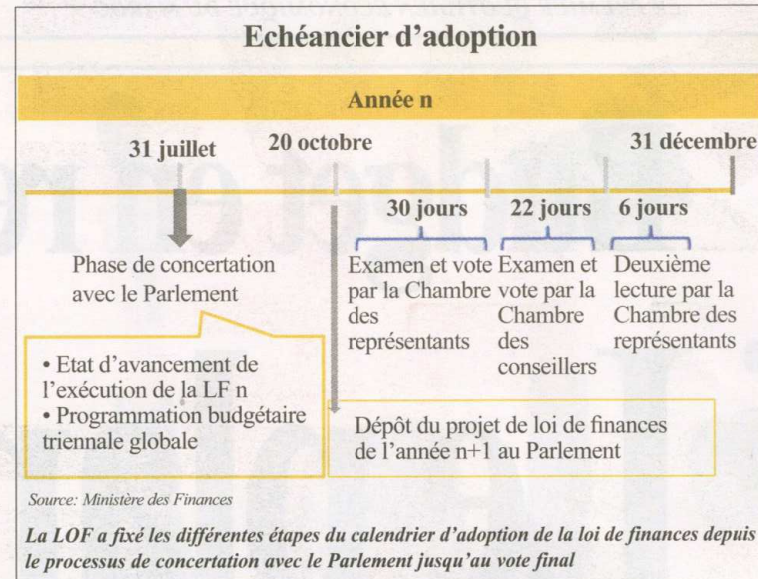 Echéancier d'adoption
Année n
31 juillet
20 octobre
31 décembre
30 jours
22 jours
6 jours
Phase de concertation
avec le Parlement
Examen et vote
par la Chambre
des
représentants
Examen et
vote par la
Chambre
des
conseillers
Deuxième
lecture par la
Chambre des
représentants
• Etat d'avancement de
l'exécution de la LF n
• Programmation budgétaire
triennale globale
Dépôt du projet de loi de finances
de l'année n+1 au Parlement
Source: Ministère des Finances
La LOF a fixé les différentes étapes du calendrier d'adoption de la loi de finances depuis
le processus de concertation avec le Parlement jusqu'au vote final